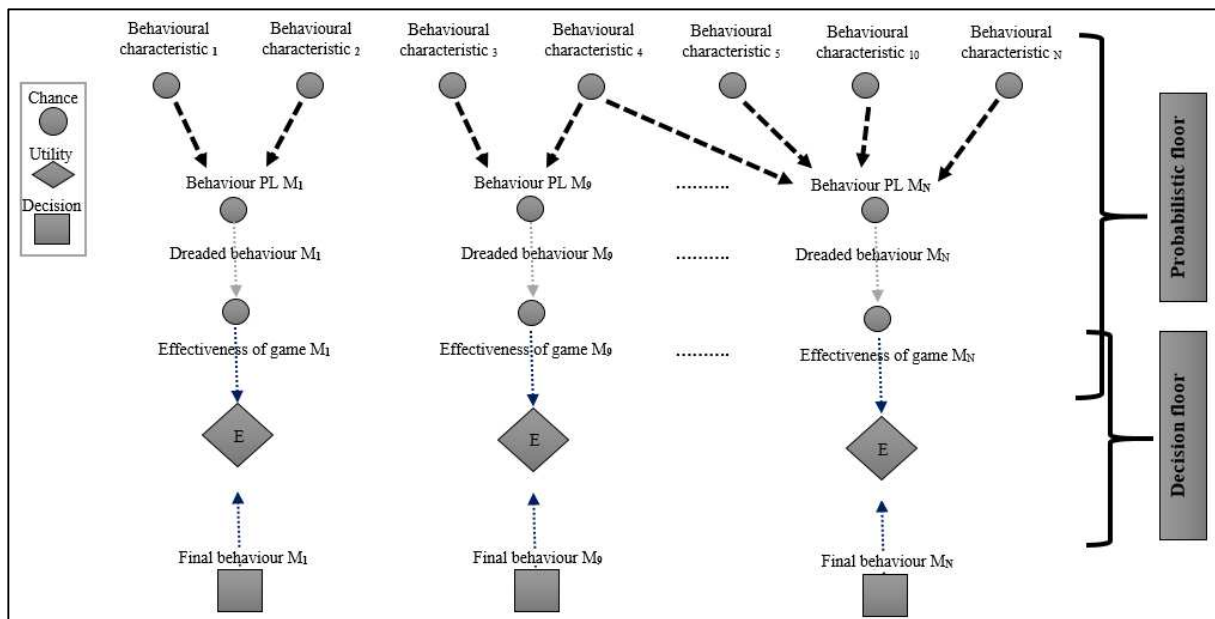 Behavioural
characteristic 1
Behavioural
characteristic 2
Behavioural
characteristic 3
Behavioural
characteristic 4
Behavioural
characteristic 5
Behavioural
characteristic 10
Behavioural
characteristic N
Chance
Utility
Decision
Behaviour PL M1
Behaviour PL M9
..........
Behaviour PL MN
Dreaded behaviour M1
Dreaded behaviour M9
..........
Dreaded behaviour MN
Effectiveness of game M1
Effectiveness of game M9
..........
Effectiveness of game MN
E
E
E
Final behaviour M1
Final behaviour M9
Final behaviour MN
Probabilistic floor
Decision floor